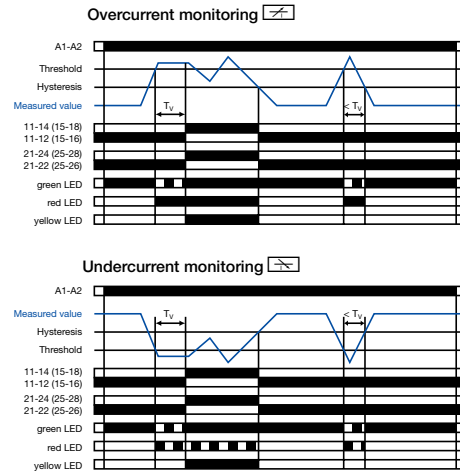 Overcurrent monitoring
A1-A2
Threshold
Hysteresis
Measured value
Tv
< Tv
11-14 (15-18)
11-12 (15-16)
21-24 (25-28)
21-22 (25-26)
green LED
red LED
yellow LED
Undercurrent monitoring
A1-A2
Measured value
Tv
< Tv
Hysteresis
Threshold
11-14 (15-18)
11-12 (15-16)
21-24 (25-28)
21-22 (25-26)
green LED
red LED
yellow LED